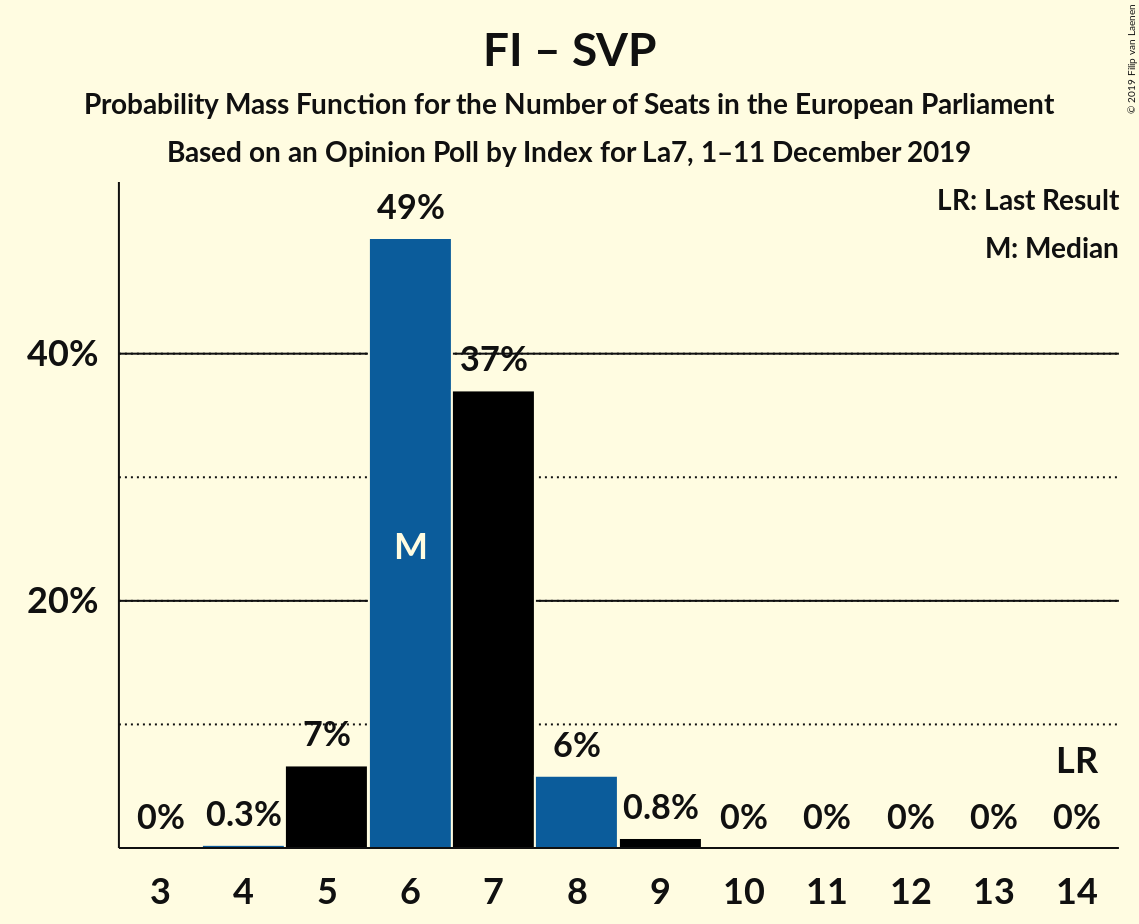 FI – SVP
Probability Mass Function for the Number of Seats in the European Parliament
Based on an Opinion Poll by Index for La7, 1–11 December 2019
© 2019 Filip van Laenen
LR: Last Result
M: Median
49%
40%
37%
M
20%
7%
6%
LR
0%
0.3%
0.8%
0%
0%
0%
0%
0%
3 4 5 6 7 8 9 10 11 12 13 14